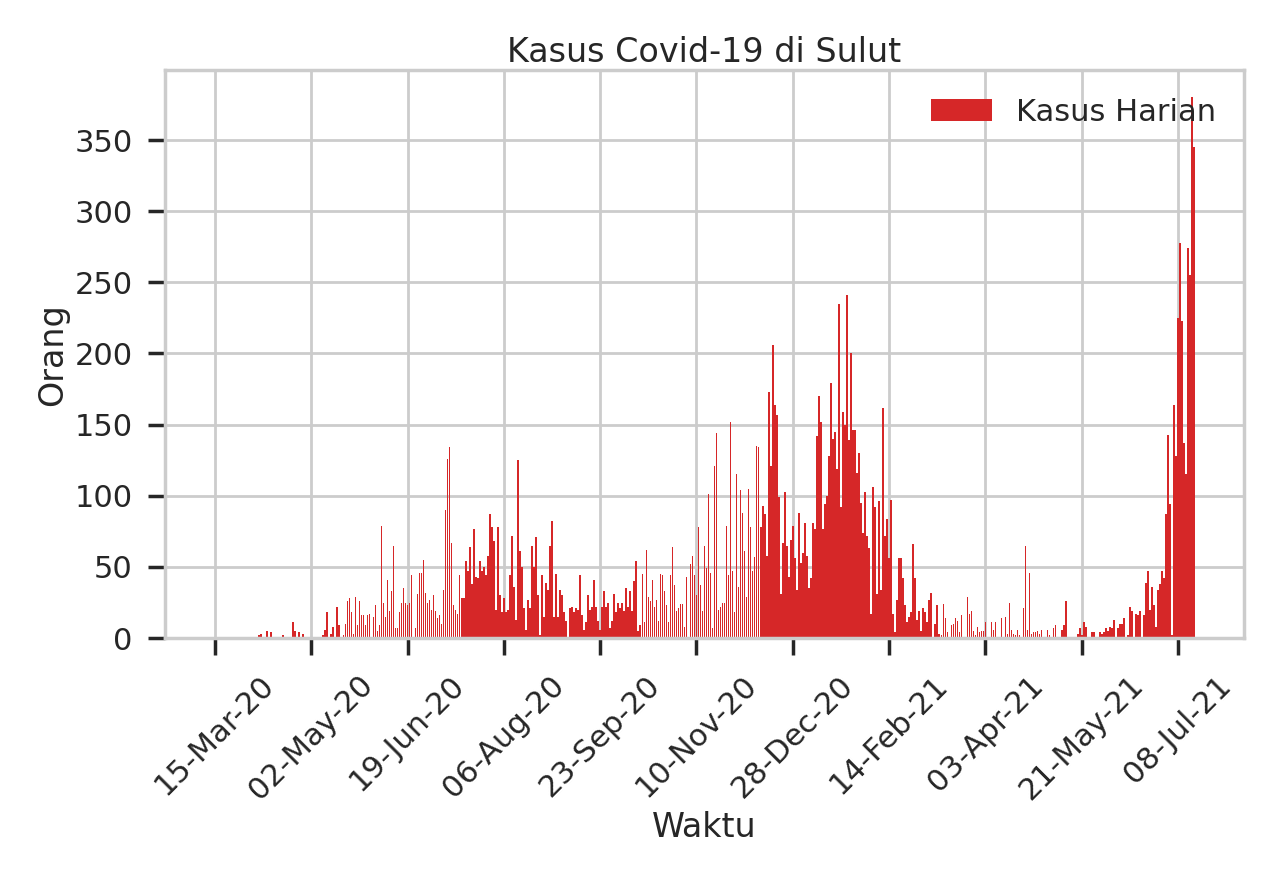 Kasus Covid-19 di Sulut
Kasus Harian
Orang
350
300
250
200
150
100
50
0
15-Mar-20
02-May-20
19-Jun-20
06-Aug-20
23-Sep-20
10-Nov-20
28-Dec-20
14-Feb-21
03-Apr-21
21-May-21
08-Jul-21
Waktu